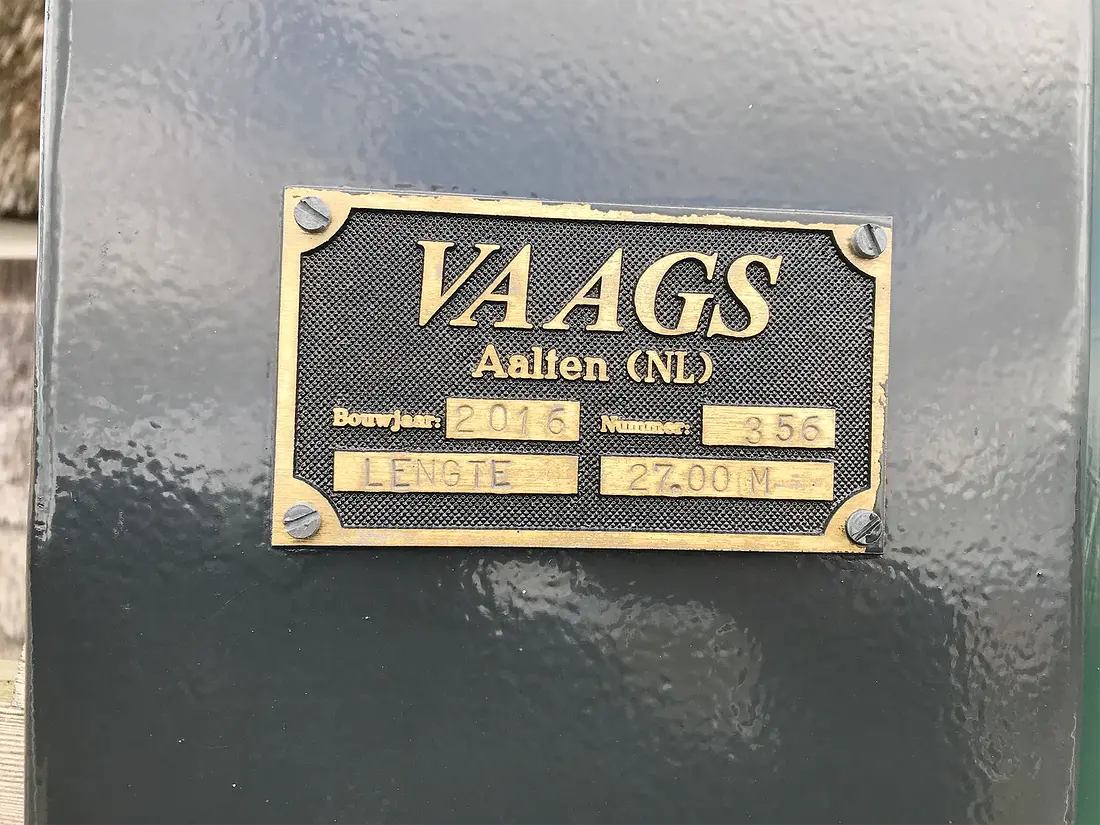 VAAGS
Aalten (NL)
Bouwjaar: 2016 Nummer: 356
LENGTE 27.00 M